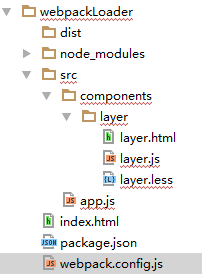 webpackLoader
dist
node_modules
src
components
layer
layer.html
layer.js
layer.less
app.js
index.html
package.json
webpack.config.js